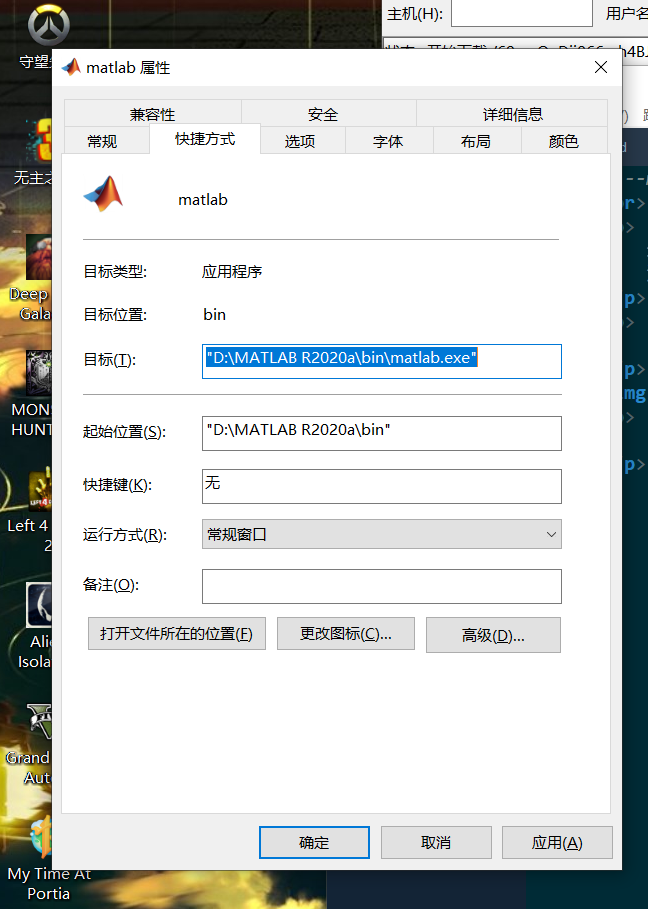 主机(H):
用户名
守望
matlab 属性
兼容性
安全
详细信息
常规
快捷方式
选项
字体
布局
颜色
无主之
matlab
目标类型:
应用程序
Deep
Gala
目标位置:
bin
目标(T):
"D:\MATLAB R2020a\bin\matlab.exe"
MON
HUNT
起始位置(S):
"D:\MATLAB R2020a\bin"
快捷键(K):
无
Left 4
2
运行方式(R):
常规窗口
备注(O):
打开文件所在的位置(F)
更改图标(C)...
高级(D)...
Alie
Isola
Grand
Aut
确定
取消
应用(A)
My Time At
Portia